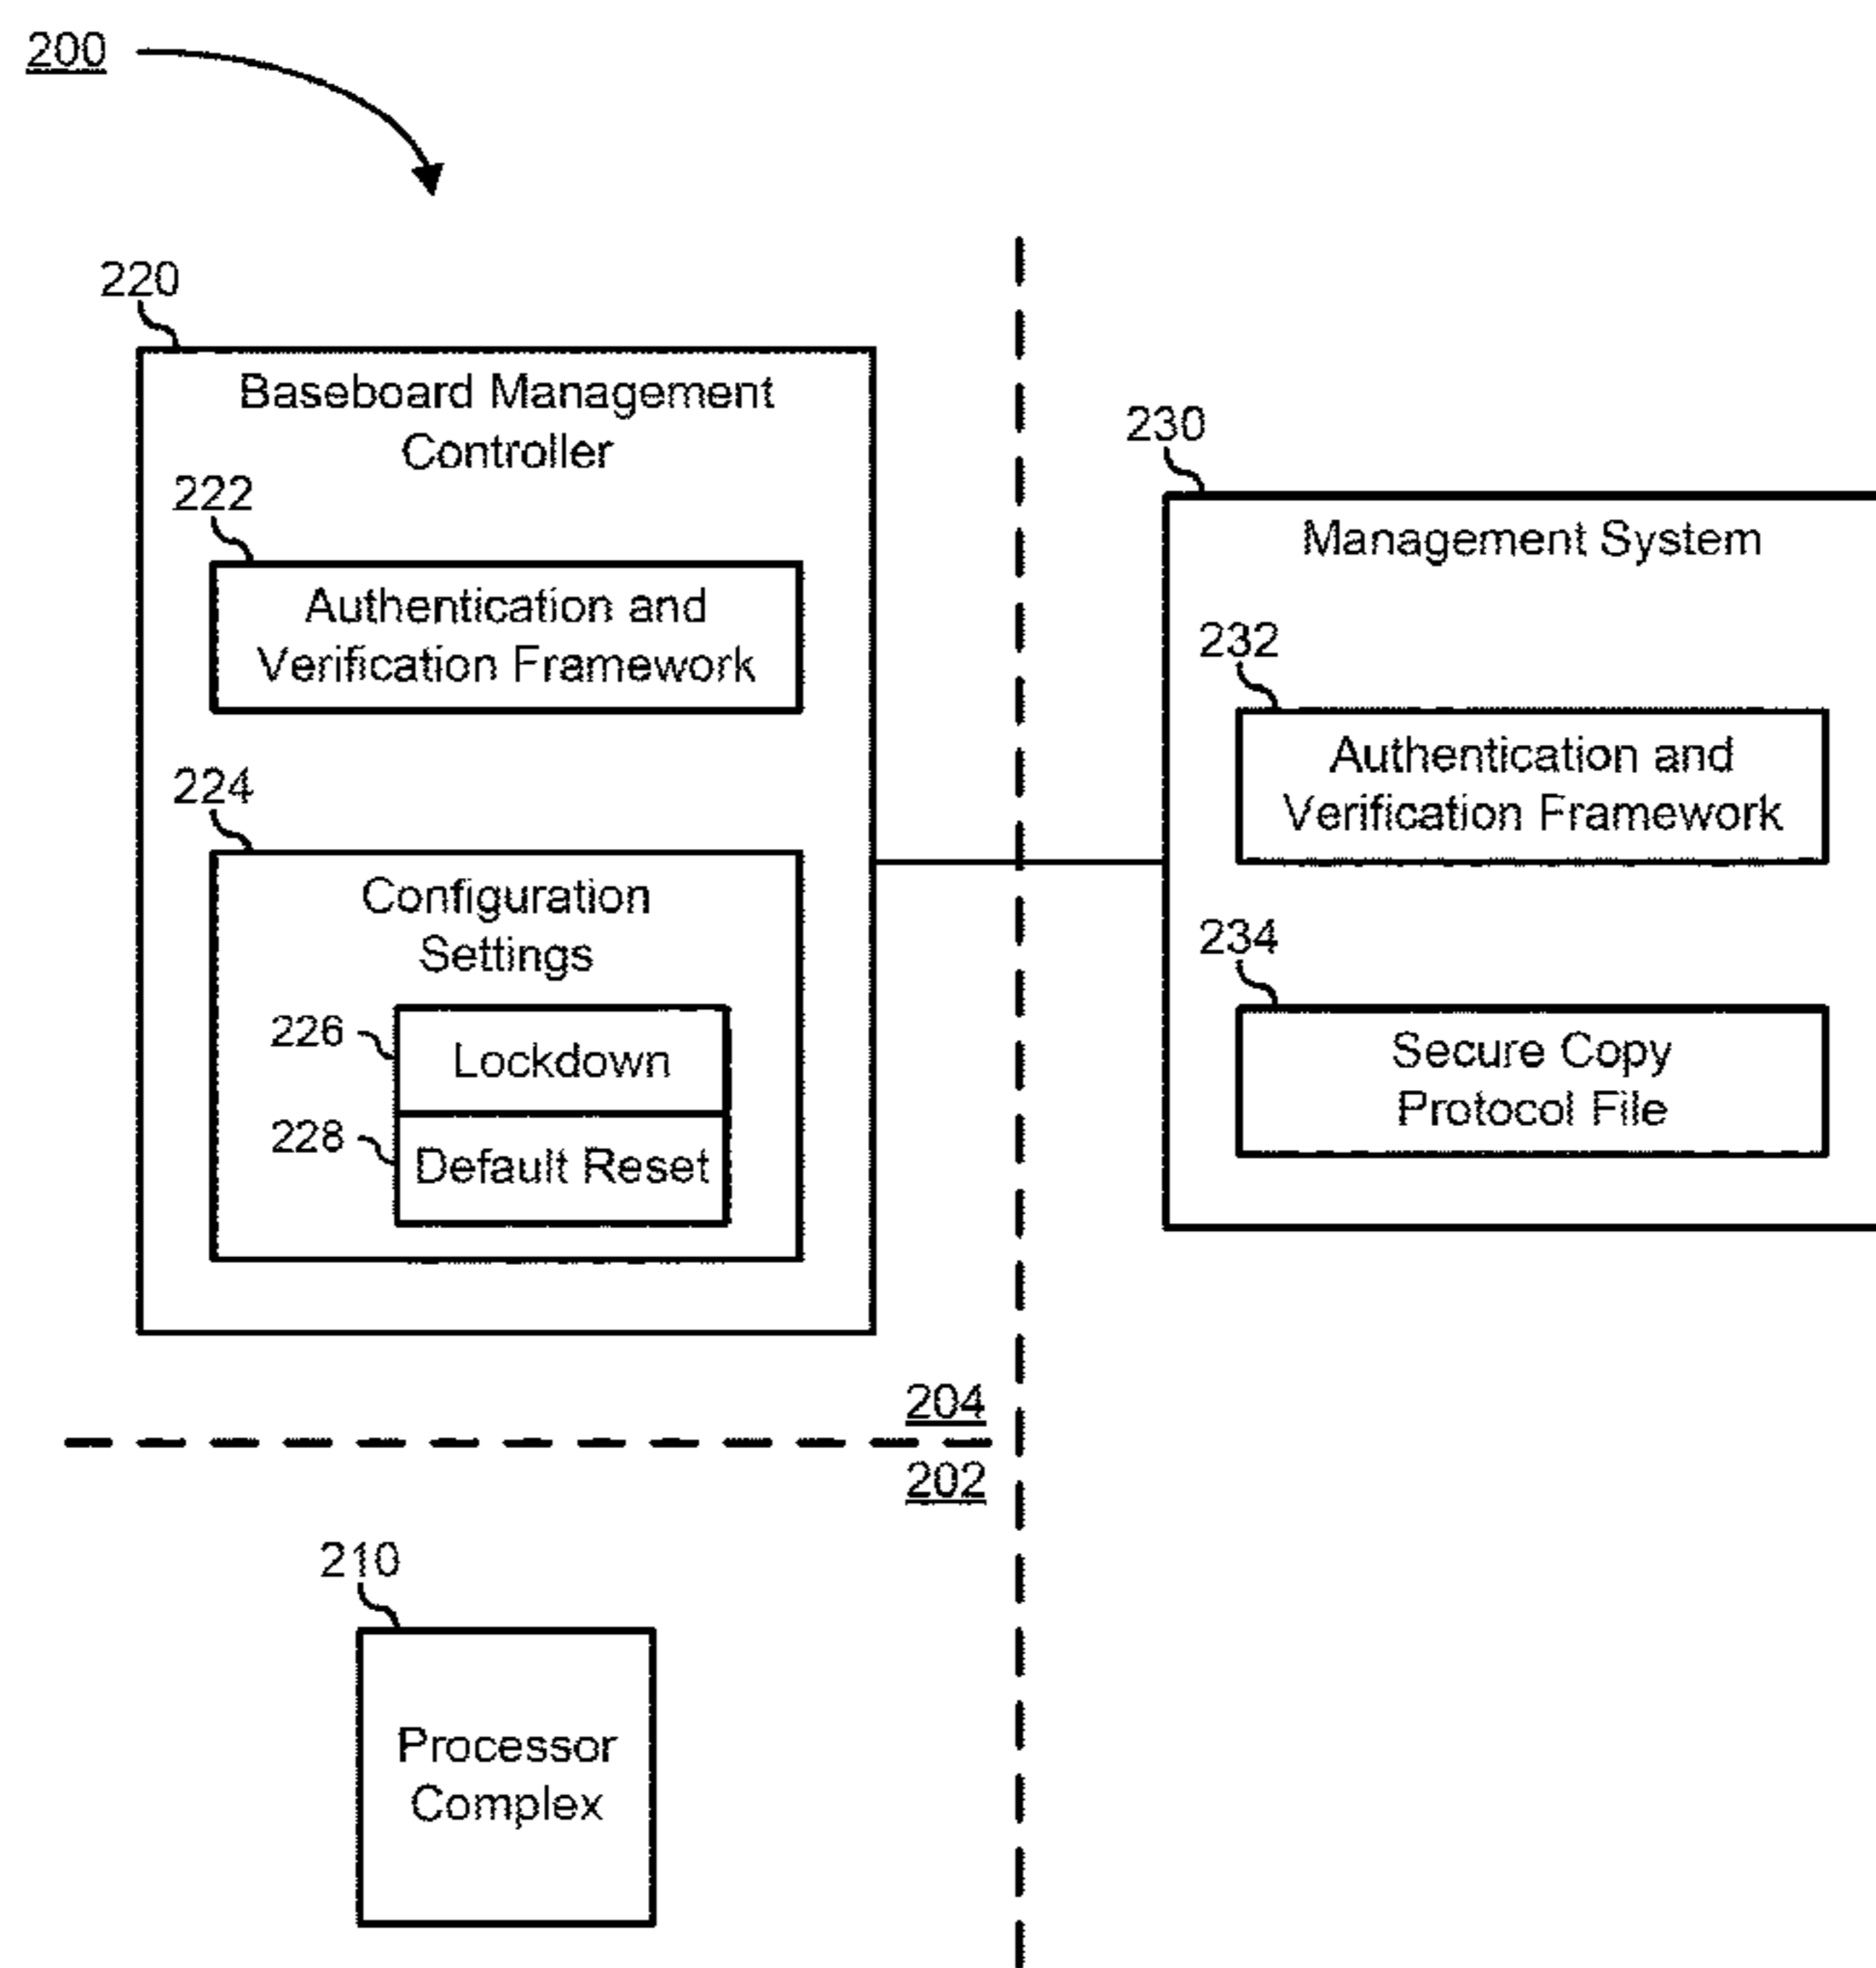 200
220
Baseboard Management
Controller
222
Authentication and
Verification Framework
224
Configuration
Settings
226
Lockdown
228
Default Reset
230
Management System
232
Authentication and
Verification Framework
234
Secure Copy
Protocol File
204
202
210
Processor
Complex